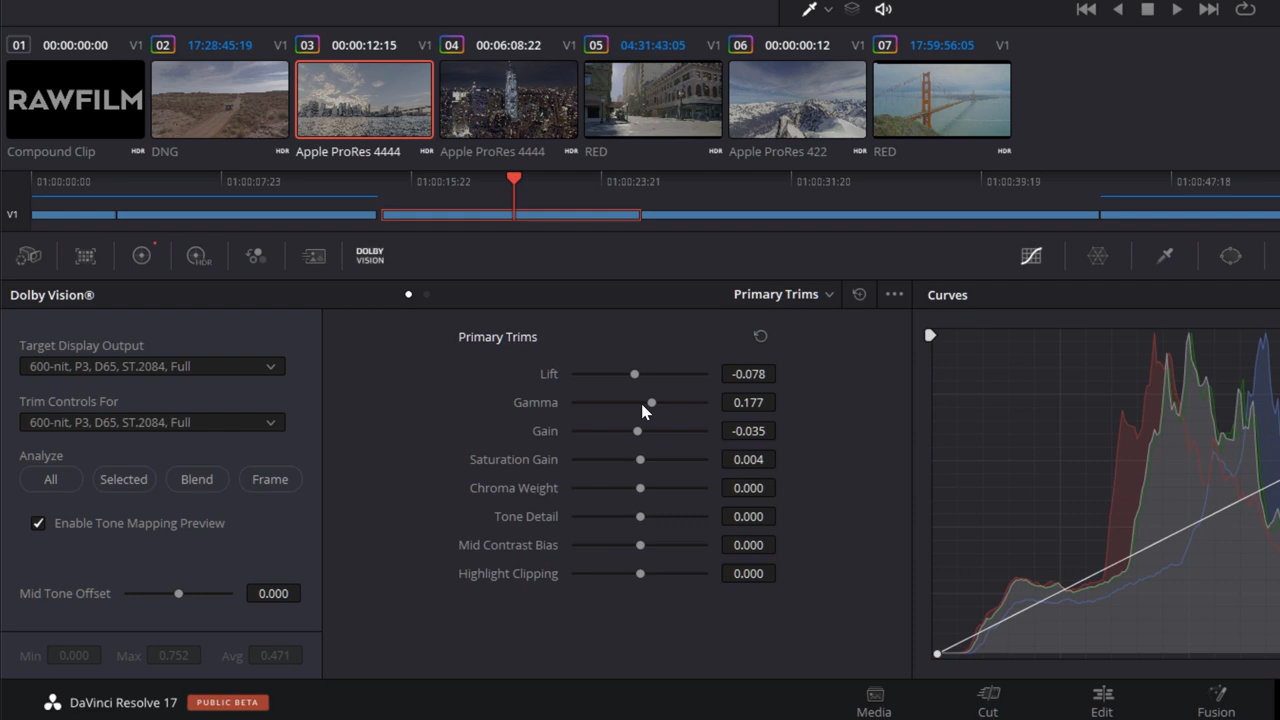 01 00:00:00:00 V1 02 17:28:45:19 V1 03 00:00:12:15 V1 04 00:06:08:22 V1 05 04:31:43:05 V1 06 00:00:00:12 V1 07 17:59:56:05 V1
RAWFILM
Compound Clip HDR DNG HDR Apple ProRes 4444 HDR Apple ProRes 4444 HDR RED HDR Apple ProRes 422 HDR RED HDR
01:00:00:00 01:00:07:23 01:00:15:22 01:00:23:21 01:00:31:20 01:00:39:19 01:00:47:18
V1
HDR DOLBY
VISION
Dolby Vision® Primary Trims Curves
Primary Trims
Target Display Output
600-nit, P3, D65, ST.2084, Full
Lift -0.078
Trim Controls For
Gamma 0.177
600-nit, P3, D65, ST.2084, Full
Gain -0.035
Analyze
Saturation Gain 0.004
All Selected Blend Frame
Chroma Weight 0.000
Tone Detail 0.000
Enable Tone Mapping Preview
Mid Contrast Bias 0.000
Highlight Clipping 0.000
Mid Tone Offset 0.000
Min 0.000 Max 0.752 Avg 0.471
DaVinci Resolve 17 PUBLIC BETA
Media Cut Edit Fusion